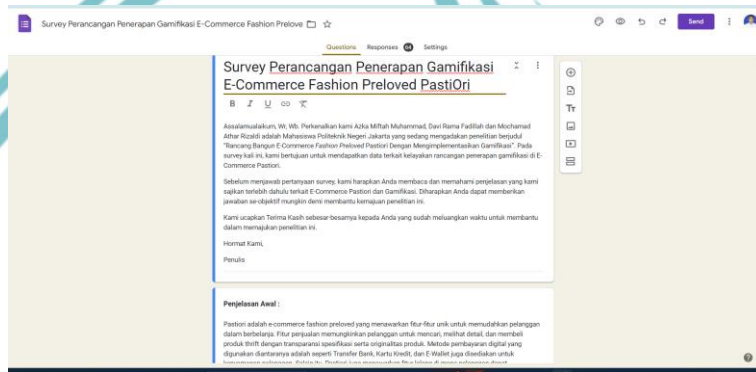 Survey Perancangan Penerapan Gamifikasi E-Commerce Fashion Prelove
Send
Questions Responses 64 Settings
Survey Perancangan Penerapan Gamifikasi
E-Commerce Fashion Preloved PastiOri
B I U
Assalamualaikum, Wr, Wb. Perkenalkan kami Azka Miftah Muhammad, Davi Rama Fadillah dan Mochamad
Athar Rizaldi adalah Mahasiswa Politeknik Negeri Jakarta yang sedang mengadakan penelitian berjudul
"Rancang Bangun E-Commerce Fashion Preloved Pastiori Dengan Mengimplementasikan Gamifikasi". Pada
survey kali ini, kami bertujuan untuk mendapatkan data terkait kelayakan rancangan penerapan gamifikasi di E-
Commerce Pastiori.
Sebelum menjawab pertanyaan survey, kami harapkan Anda membaca dan memahami penjelasan yang kami
sajikan terlebih dahulu terkait E-Commerce Pastiori dan Gamifikasi. Diharapkan Anda dapat memberikan
jawaban se-objektif mungkin demi membantu kemajuan penelitian ini.
Kami ucapkan Terima Kasih sebesar-besarnya kepada Anda yang sudah meluangkan waktu untuk membantu
dalam memajukan penelitian ini.
Hormat Kami,
Penulis
Tт
Penjelasan Awal :
Pastiori adalah e-commerce fashion preloved yang menawarkan fitur-fitur unik untuk memudahkan pelanggan
dalam berbelanja. Fitur penjualan memungkinkan pelanggan untuk mencari, melihat detail, dan membeli
produk thrift dengan transparansi spesifikasi serta originalitas produk. Metode pembayaran digital yang
digunakan diantaranya adalah seperti Transfer Bank, Kartu Kredit, dan E-Wallet juga disediakan untuk